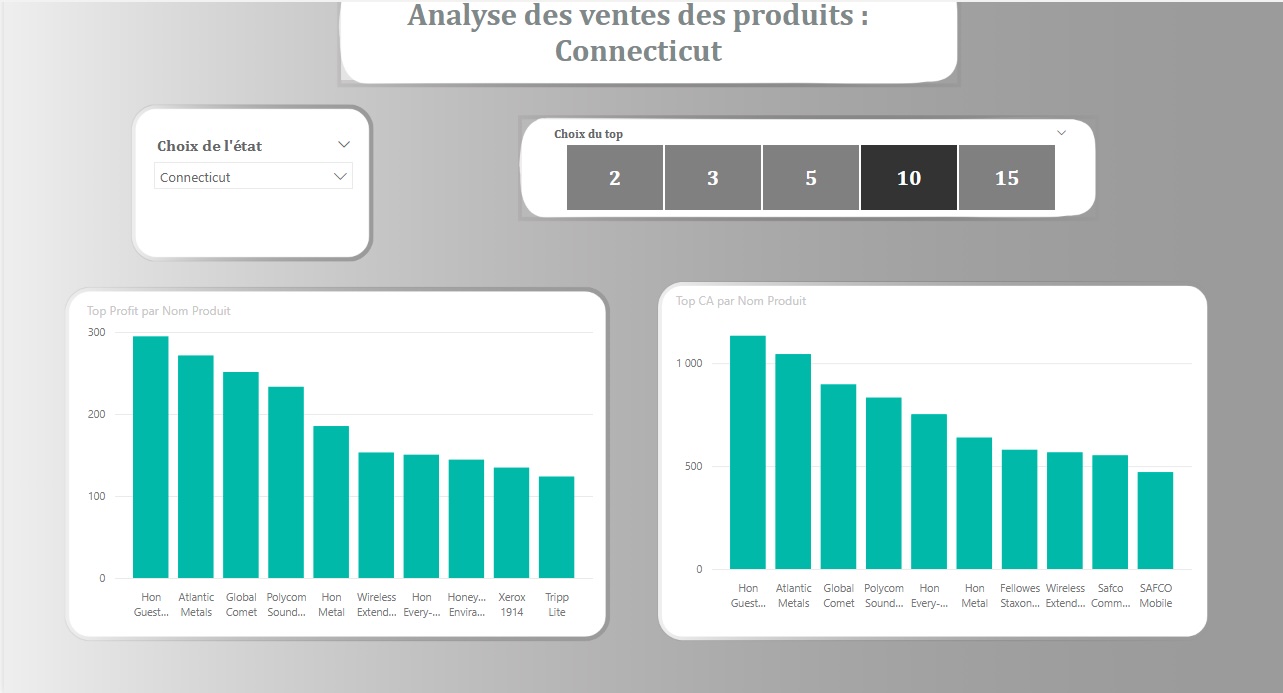 Analyse des ventes des produits :
Connecticut
Choix de l'état
Connecticut
Choix du top
2 3 5 10 15
Top Profit par Nom Produit
300
200
100
0
Hon Atlantic Global Polycom Hon Wireless Hon Honey... Xerox Tripp
Guest... Metals Comet Sound... Metal Extend... Every-... Envira... 1914 Lite
Top CA par Nom Produit
1 000
500
0
Hon Atlantic Global Polycom Hon Hon Fellowes Wireless Safco SAFCO
Guest... Metals Comet Sound... Every-... Metal Staxon... Extend... Comm... Mobile